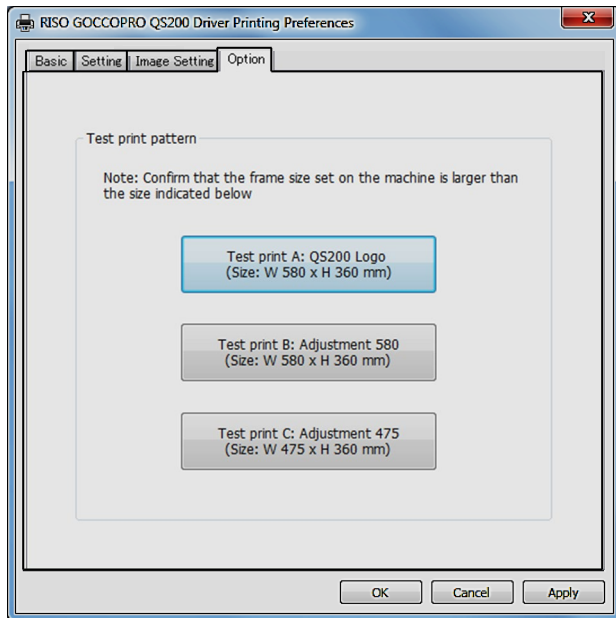 RISO GOCCOPRO QS200 Driver Printing Preferences
Basic Setting Image Setting Option
Test print pattern
Note: Confirm that the frame size set on the machine is larger than
the size indicated below
Test print A: QS200 Logo
(Size: W 580 x H 360 mm)
Test print B: Adjustment 580
(Size: W 580 x H 360 mm)
Test print C: Adjustment 475
(Size: W 475 x H 360 mm)
OK Cancel Apply